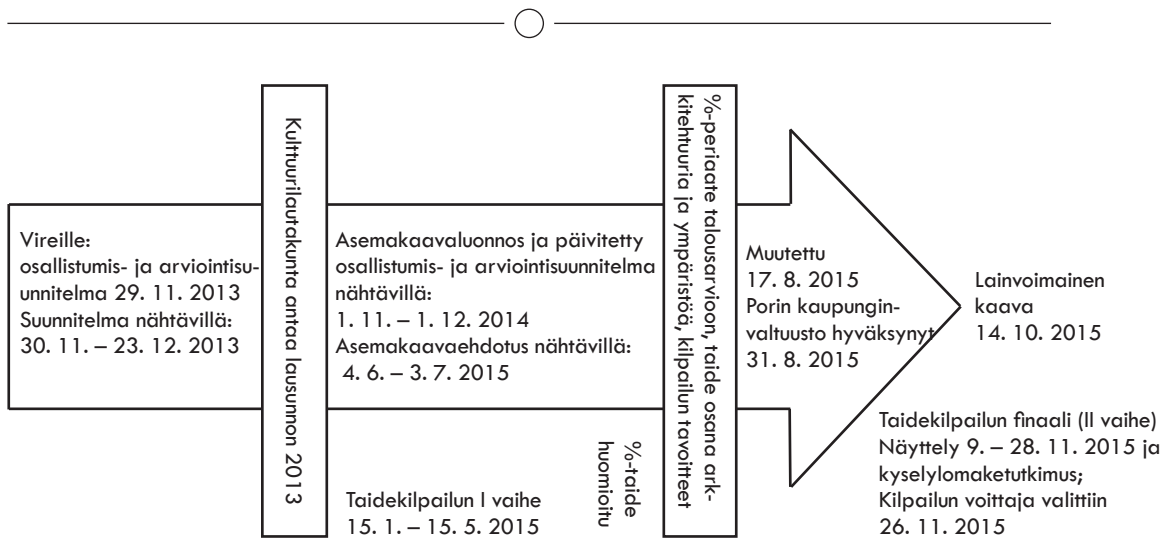 Vireille:
osallistumis- ja arviointisu-
unnitelma 29. 11. 2013
Suunnitelma nähtävillä:
30. 11. – 23. 12. 2013
Kulttuurilautakunta antaa lausunnon 2013
Asemakaavaluonnos ja päivitetty
osallistumis- ja arviointisuunnitelma
nähtävillä:
1. 11. – 1. 12. 2014
Asemakaavaehdotus nähtävillä:
4. 6. – 3. 7. 2015
Taidekilpailun I vaihe
15. 1. – 15. 5. 2015
%-taide
huomioitu
%-periaate talousarvioon, taide osana ark-
kitehtuuria ja ympäristöä, kilpailun tavoitteet
Muutettu
17. 8. 2015
Porin kaupungin-
valtuusto hyväksynyt
31. 8. 2015
Lainvoimainen
kaava
14. 10. 2015
Taidekilpailun finaali (II vaihe)
Näyttely 9. – 28. 11. 2015 ja
kyselylomaketutkimus;
Kilpailun voittaja valittiin
26. 11. 2015